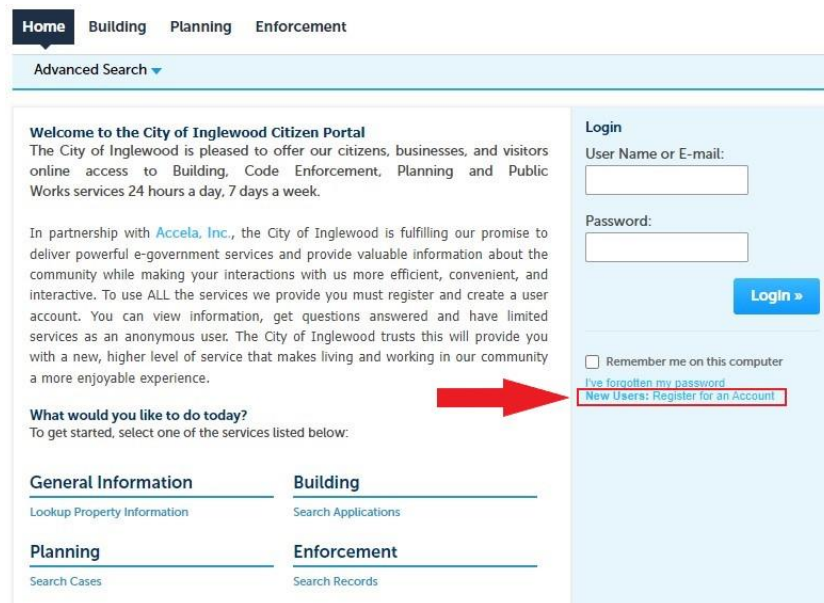 Home Building Planning Enforcement
Advanced Search
Welcome to the City of Inglewood Citizen Portal
The City of Inglewood is pleased to offer our citizens, businesses, and visitors
online access to Building, Code Enforcement, Planning and Public
Works services 24 hours a day, 7 days a week.
In partnership with Accela, Inc., the City of Inglewood is fulfilling our promise to
deliver powerful e-government services and provide valuable information about the
community while making your interactions with us more efficient, convenient, and
interactive. To use ALL the services we provide you must register and create a user
account. You can view information, get questions answered and have limited
services as an anonymous user. The City of Inglewood trusts this will provide you
with a new, higher level of service that makes living and working in our community
a more enjoyable experience.
What would you like to do today?
To get started, select one of the services listed below:
General Information
Lookup Property Information
Building
Search Applications
Planning
Search Cases
Enforcement
Search Records
Login
User Name or E-mail:
Password:
Login »
Remember me on this computer
I've forgotten my password
New Users: Register for an Account